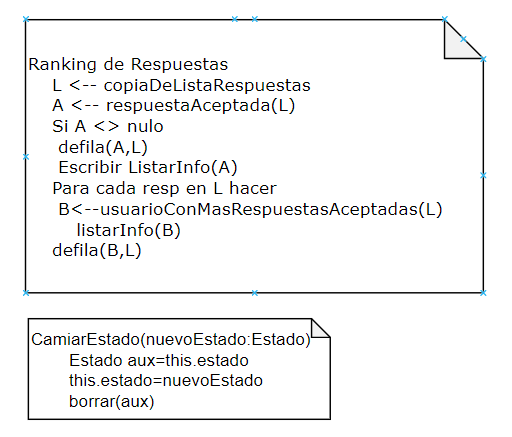 Ranking de Respuestas
L <-- copiaDeListaRespuestas
A <-- respuestaAceptada(L)
Si A <> nulo
defila(A,L)
Escribir ListarInfo(A)
Para cada resp en L hacer
B<--usuarioConMasRespuestasAceptadas(L)
listarInfo(B)
defila(B,L)
CamiarEstado(nuevoEstado:Estado)
Estado aux=this.estado
this.estado=nuevoEstado
borrar(aux)